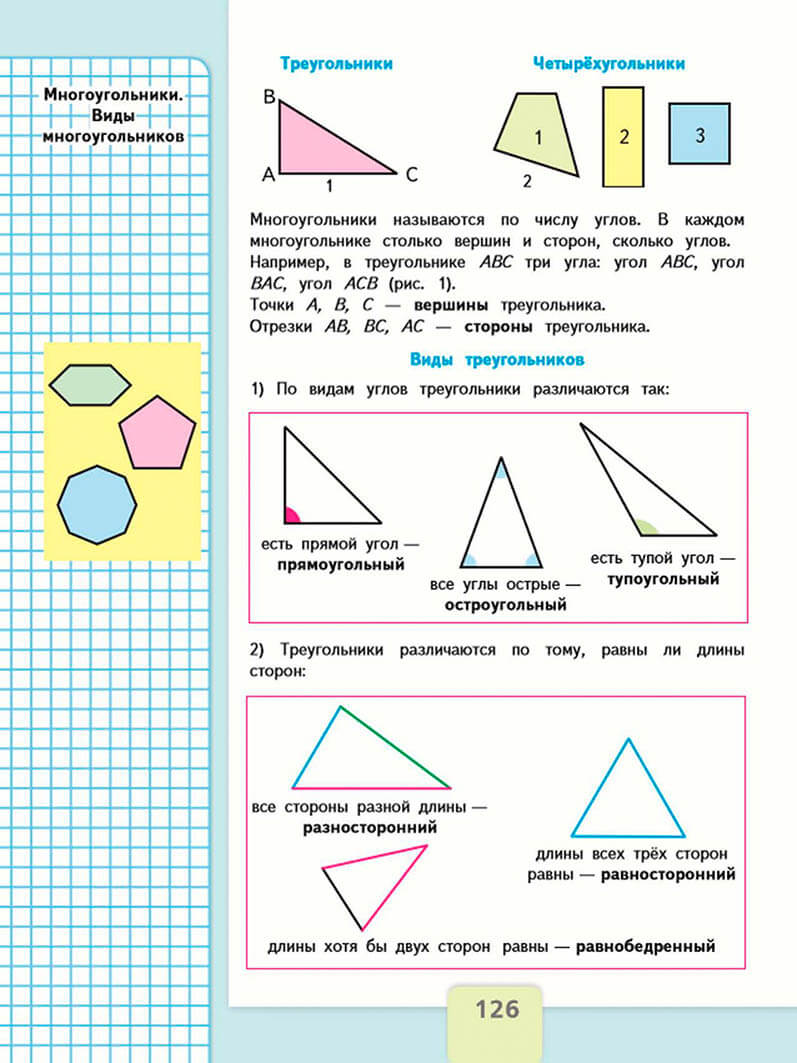 Многоугольники.
Виды
многоугольников
Треугольники
Четырёхугольники
B
A
C
1
1
2
3
2
Многоугольники называются по числу углов. В каждом
многоугольнике столько вершин и сторон, сколько углов.
Например, в треугольнике ABC три угла: угол ABC, угол
BAC, угол ACB (рис. 1).
Точки A, B, C — вершины треугольника.
Отрезки AB, BC, AC — стороны треугольника.
Виды треугольников
1) По видам углов треугольники различаются так:
есть прямой угол —
прямоугольный
все углы острые —
остроугольный
есть тупой угол —
тупоугольный
2) Треугольники различаются по тому, равны ли длины
сторон:
все стороны разной длины —
разносторонний
длины всех трёх сторон
равны — равносторонний
длины хотя бы двух сторон равны — равнобедренный
126